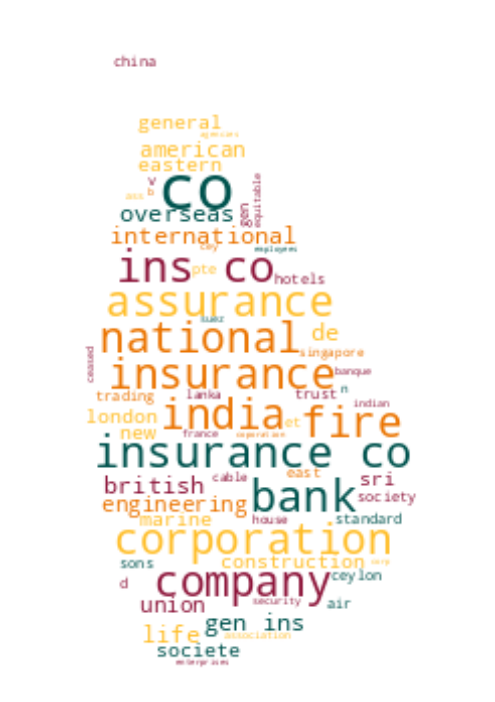 china
general
agencies
american
eastern
v
b
ass
co
equitable
gen
overseas
international
cey
employees
ins co
pte
hotels
assurance
suez
national
de
singapore
ceased
insurance
banque
n
trading
lanka
trust
indian
london
india
et
fire
new
france
corporation
insurance co
east
british
cable
sri
engineering
bank
society
marine
house
standard
corporation
construction
corp
sons
ceylon
d
company
union
security
air
gen ins
life
association
societe
enterprises